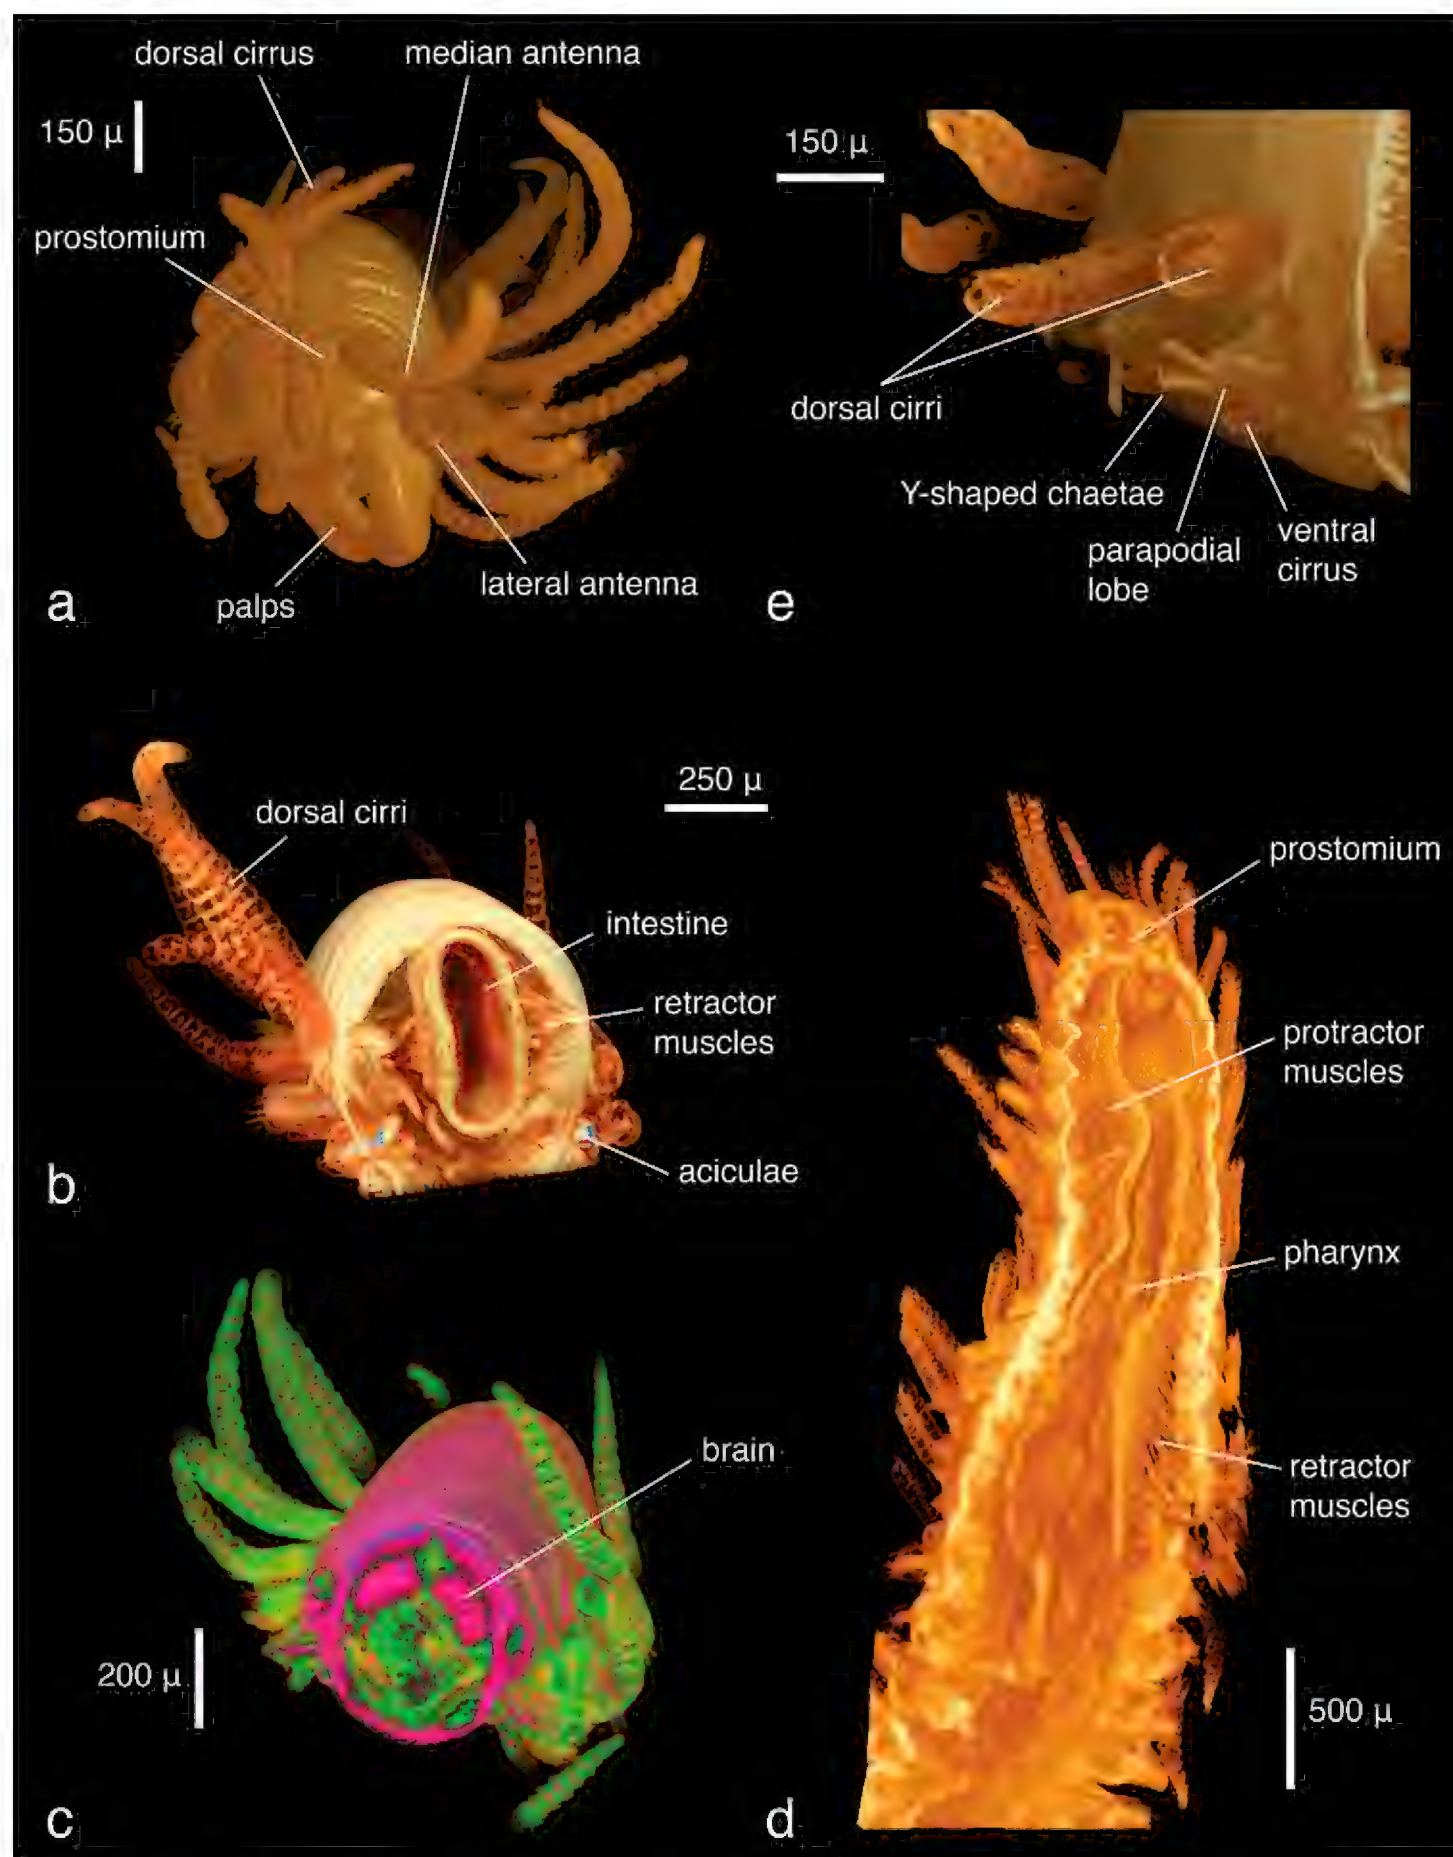 dorsal cirrus
median antenna
150 µ
prostomium
lateral antenna
palps
a
150 µ
dorsal cirri
Y-shaped chaetae
parapodial
lobe
ventral
cirrus
e
dorsal cirri
250 µ
intestine
retractor
muscles
aciculae
b
brain
200 µ
c
prostomium
protractor
muscles
pharynx
retractor
muscles
500 µ
d